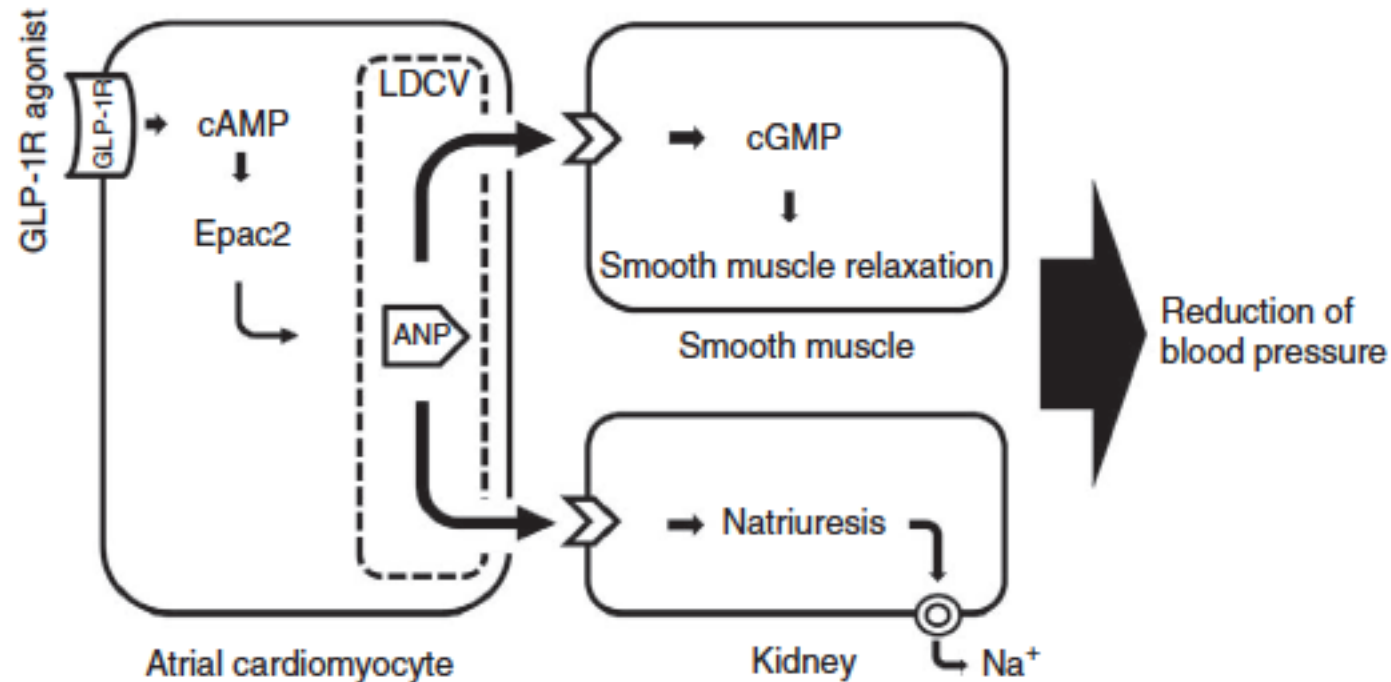 GLP-1R agonist
GLP-1R
cAMP
Epac2
LDCV
ANP
Atrial cardiomyocyte
cGMP
Smooth muscle relaxation
Smooth muscle
Natriuresis
Na⁺
Kidney
Reduction of
blood pressure